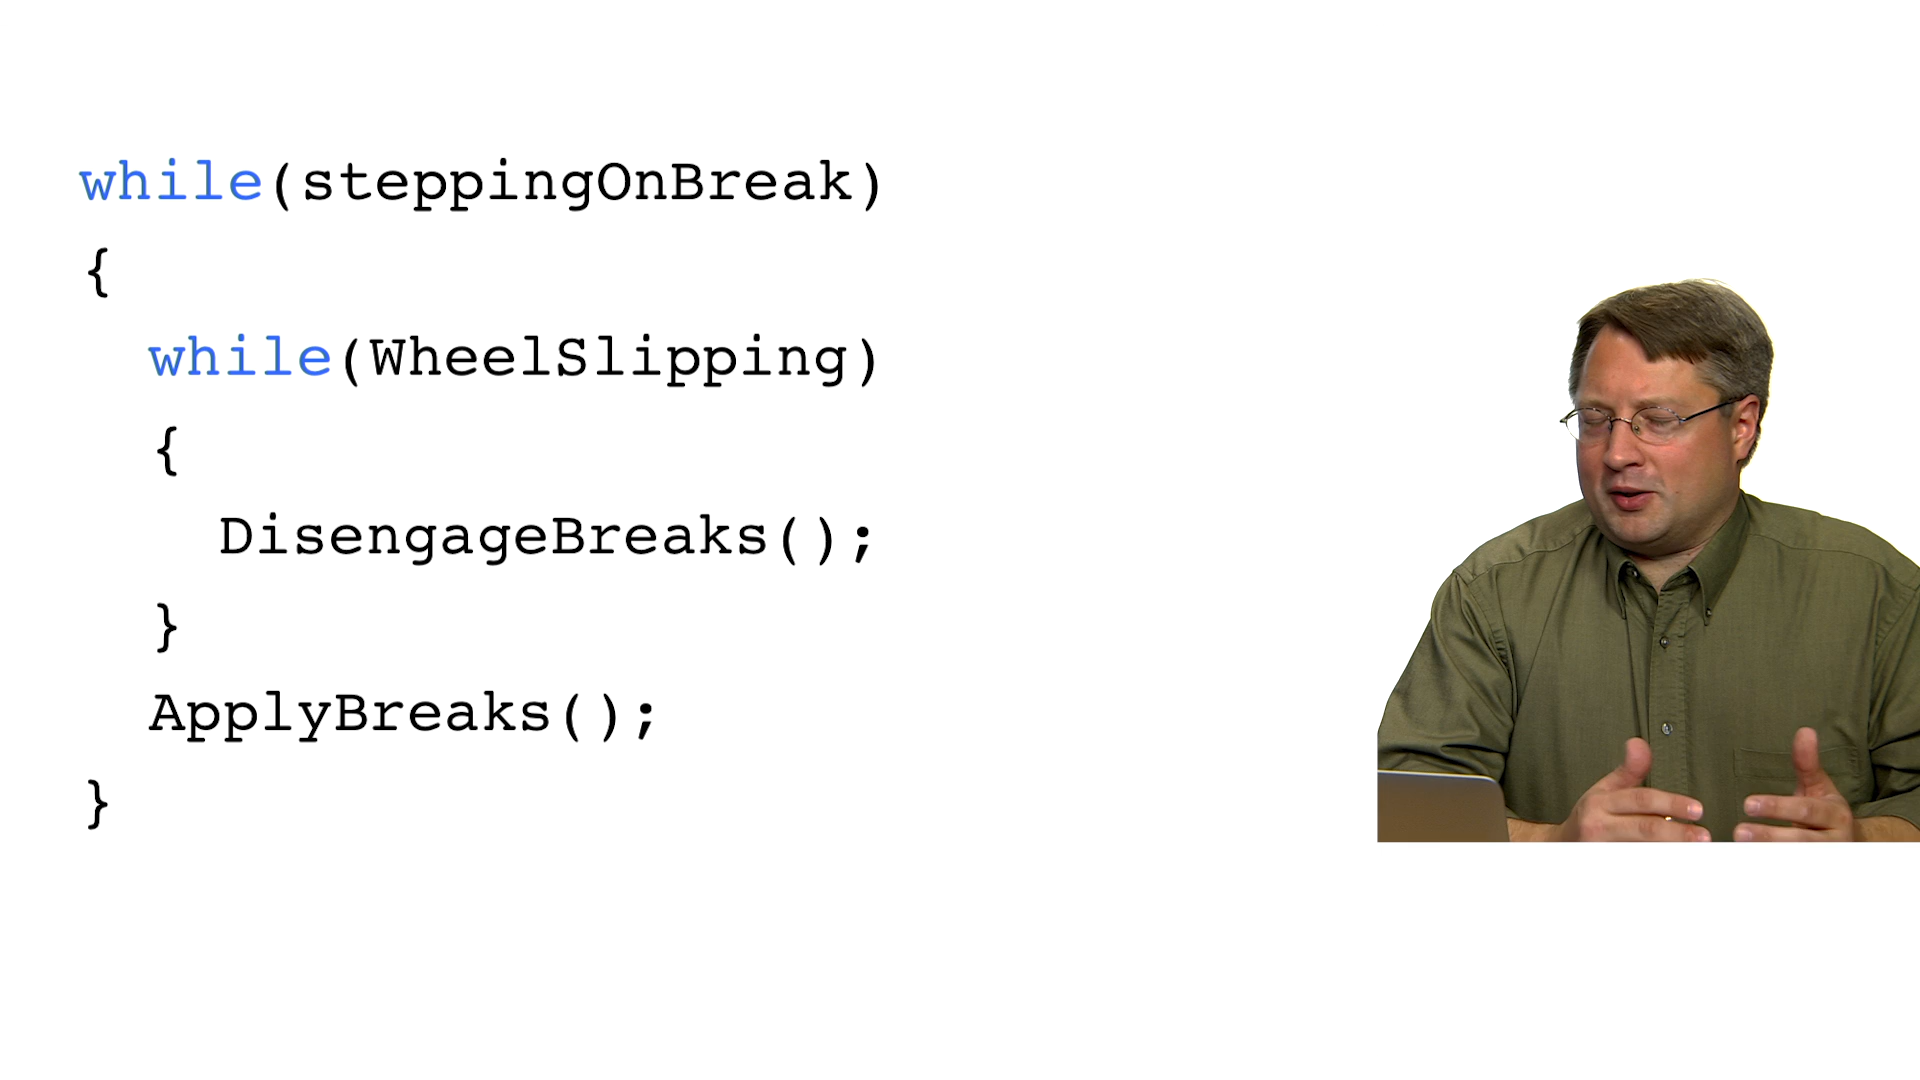 while(steppingOnBreak)
{
while(WheelSlipping)
{
DisengageBreaks();
}
ApplyBreaks();
}